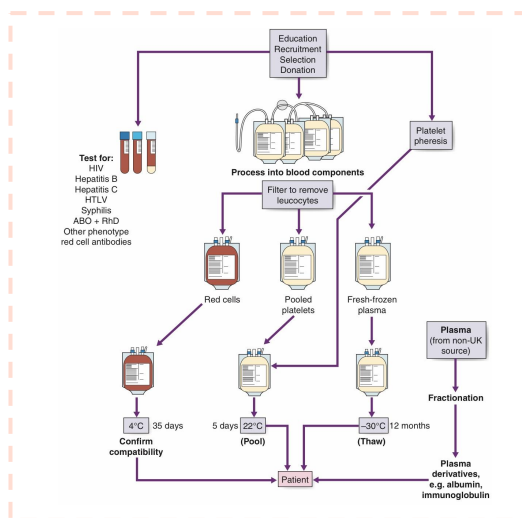 Education
Recruitment
Selection
Donation
Platelet
pheresis
Process into blood components
Test for:
HIV
Hepatitis B
Hepatitis C
HTLV
Syphilis
ABO + RhD
Other phenotype
red cell antibodies
Filter to remove
leucocytes
Red cells
Pooled
platelets
Fresh-frozen
plasma
Plasma
(from non-UK
source)
Fractionation
4°C 35 days
Confirm
compatibility
5 days 22°C
(Pool)
–30°C 12 months
(Thaw)
Plasma
derivatives,
e.g. albumin,
immunoglobulin
Patient